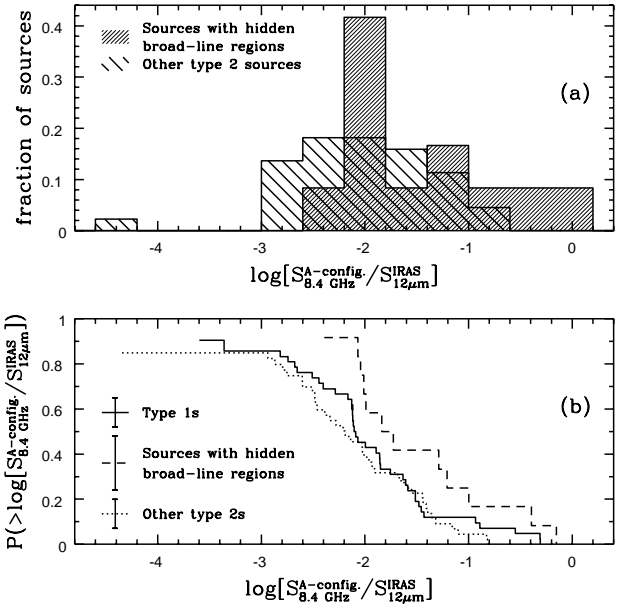 0.4
0.3
0.2
0.1
0
fraction of sources
Sources with hidden
broad-line regions
Other type 2 sources
(a)
-4 -3 -2 -1 0
log[S^{A-config.}_{8.4 GHz}/S^{IRAS}_{12μm}]
1
0.8
0.6
0.4
0.2
0
P(>log[S^{A-config.}_{8.4 GHz}/S^{IRAS}_{12μm}])
(b)
Type 1s
Sources with hidden
broad-line regions
Other type 2s
-4 -3 -2 -1 0
log[S^{A-config.}_{8.4 GHz}/S^{IRAS}_{12μm}]